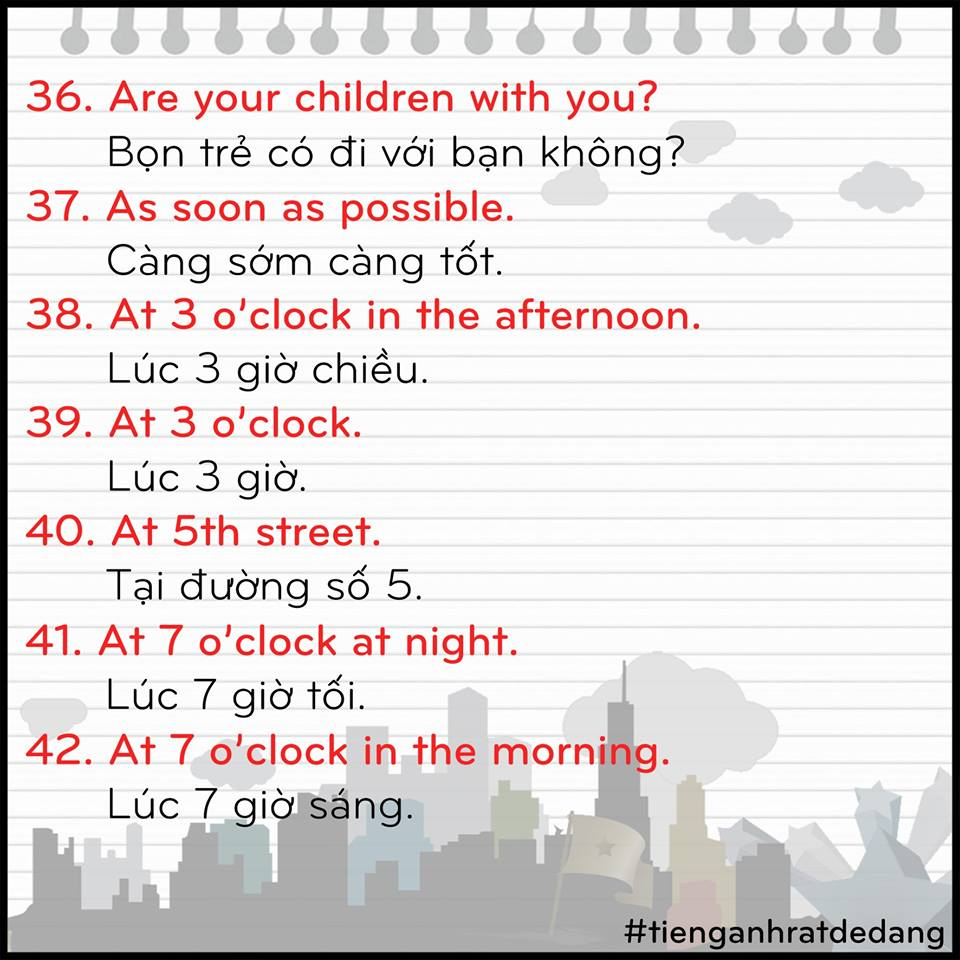 36. Are your children with you?
Bọn trẻ có đi với bạn không?
37. As soon as possible.
Càng sớm càng tốt.
38. At 3 o'clock in the afternoon.
Lúc 3 giờ chiều.
39. At 3 o'clock.
Lúc 3 giờ.
40. At 5th street.
Tại đường số 5.
41. At 7 o'clock at night.
Lúc 7 giờ tối.
42. At 7 o'clock in the morning.
Lúc 7 giờ sáng.
#tienganhratdedang